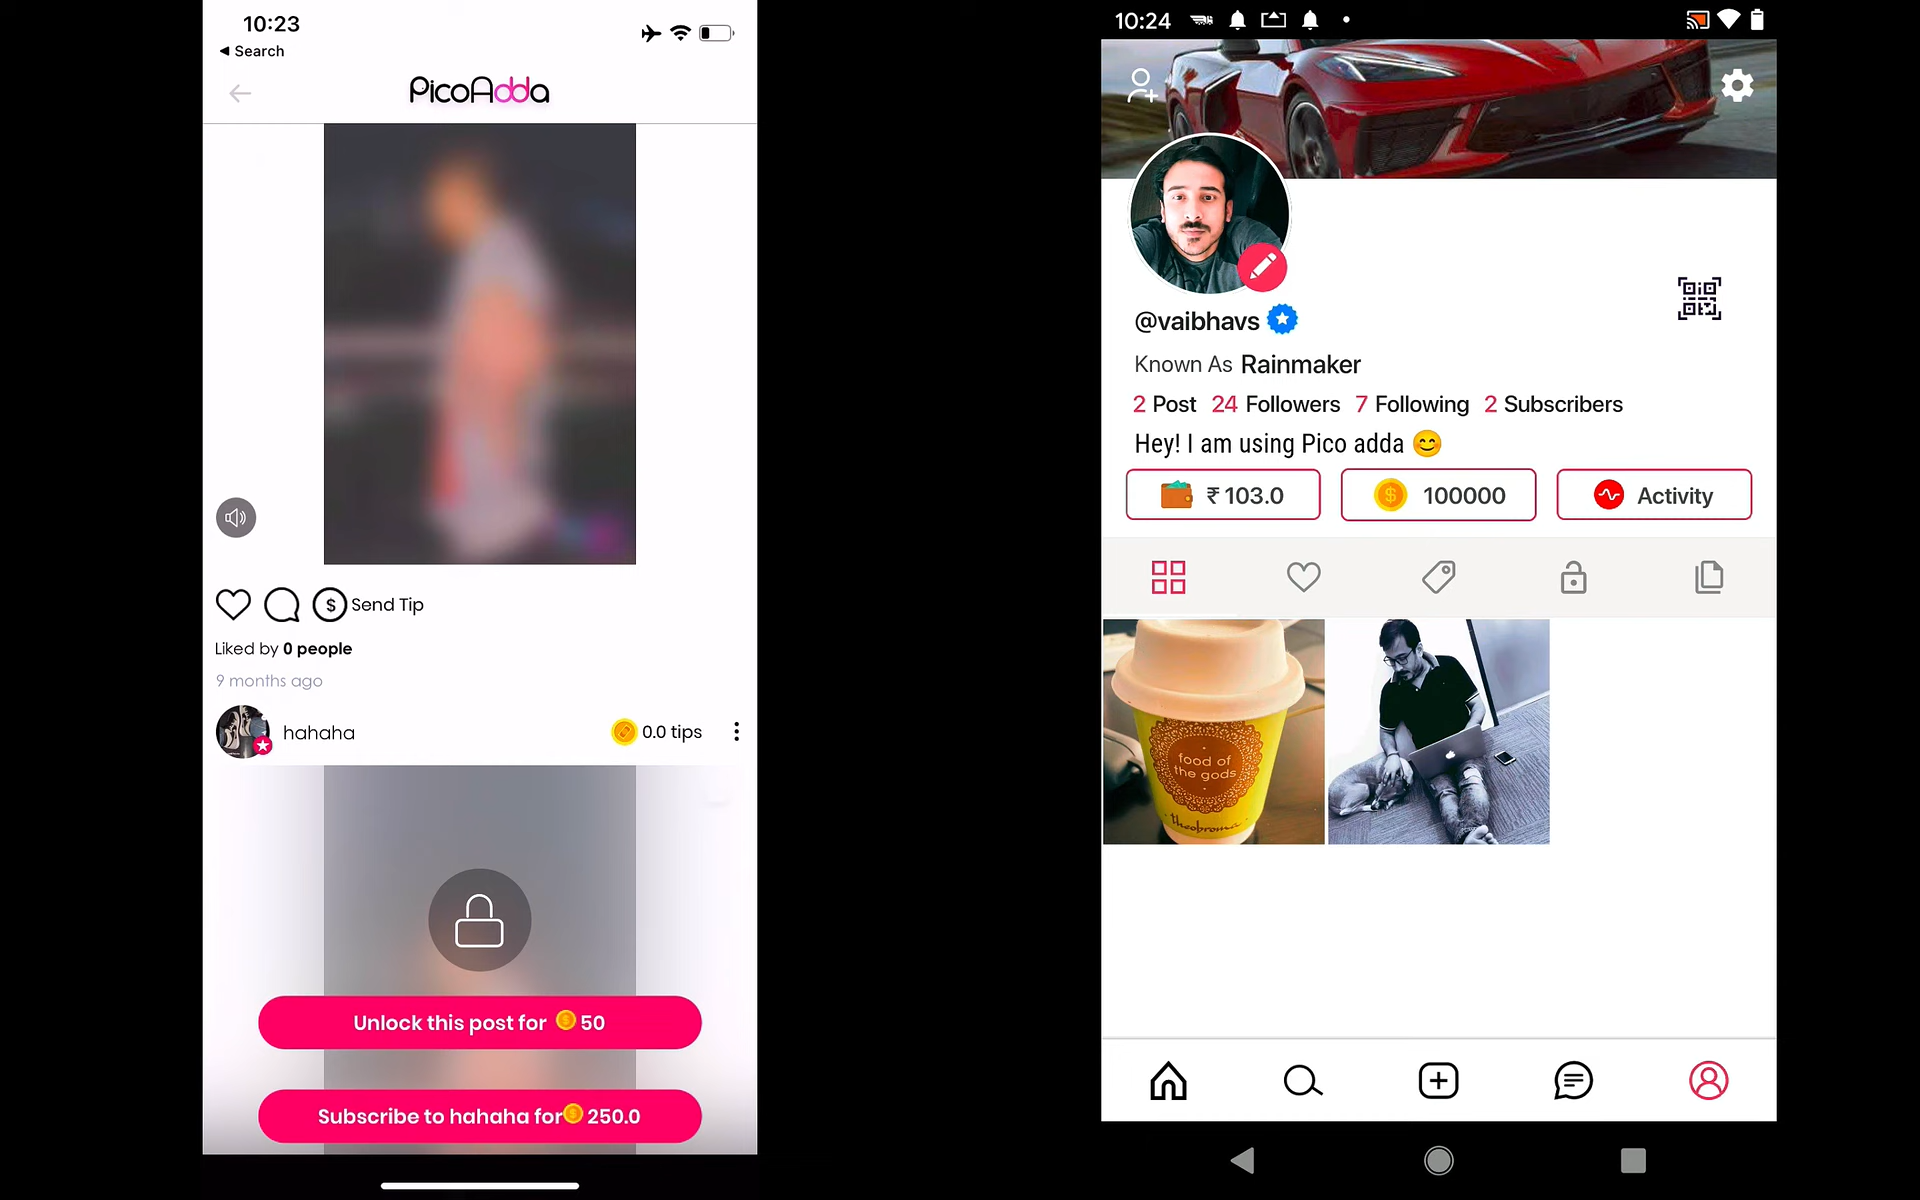 10:23
Search
PicoAdda
Send Tip
Liked by 0 people
9 months ago
hahaha
0.0 tips
Unlock this post for 50
Subscribe to hahaha for 250.0
10:24
@vaibhavs
Known As Rainmaker
2 Post 24 Followers 7 Following 2 Subscribers
Hey! I am using Pico adda 😊
₹ 103.0
100000
Activity
food of
the gods
theobroma